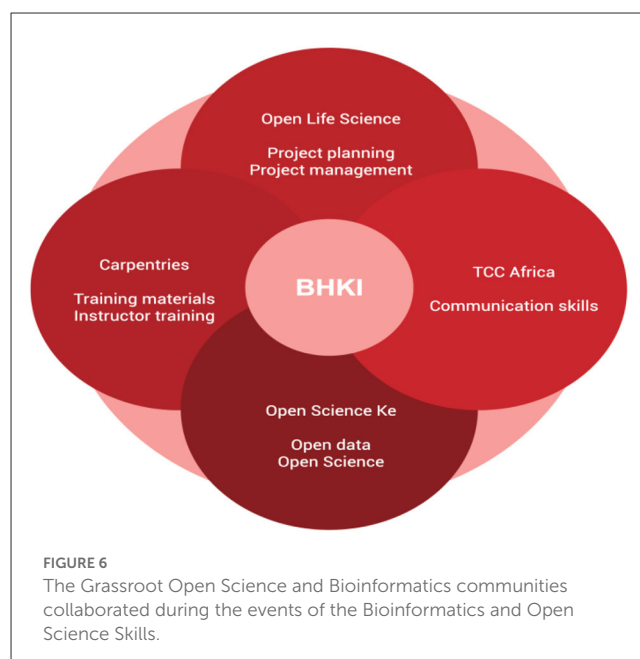 Open Life Science
Project planning
Project management
Carpentries
Training materials
Instructor training
BHKI
TCC Africa
Communication skills
Open Science Ke
Open data
Open Science
FIGURE 6
The Grassroot Open Science and Bioinformatics communities
collaborated during the events of the Bioinformatics and Open
Science Skills.